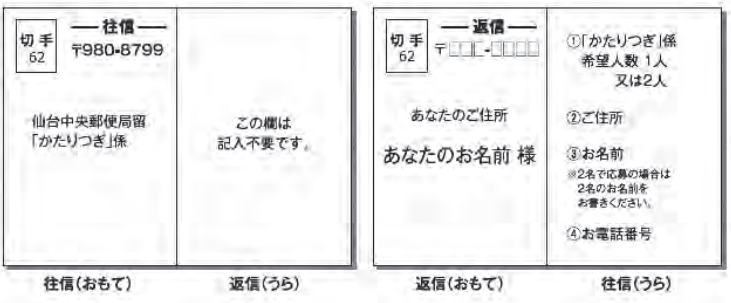 切手
62
往信
〒980-8799
仙台中央郵便局留
「かたりつぎ」係
この欄は
記入不要です。
往信(おもて)
返信(うら)
切手
62
返信
〒□□□-□□□□
あなたのご住所
あなたのお名前 様
①「かたりつぎ」係
希望人数 1人
又は2人
②ご住所
③お名前
※2名で応募の場合は
2名のお名前を
お書きください。
④お電話番号
返信(おもて)
往信(うら)